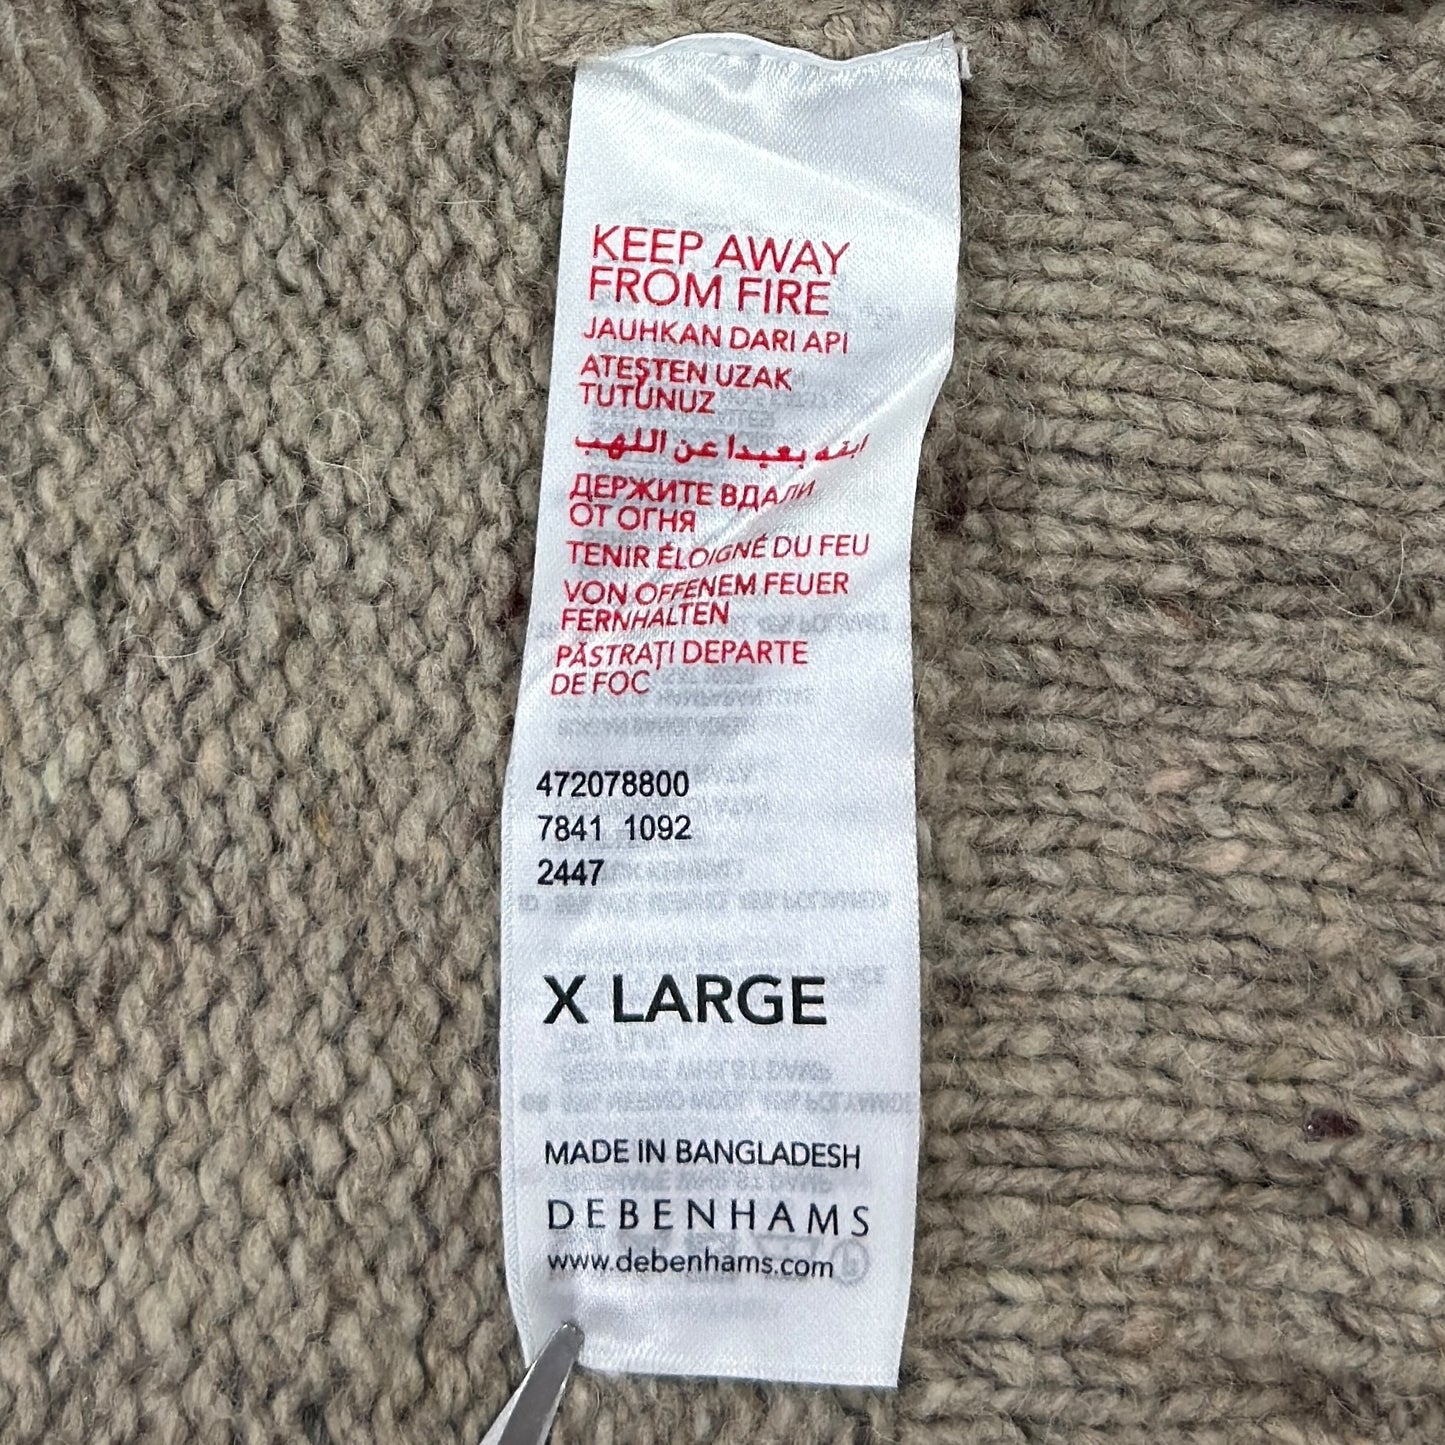 KEEP AWAY
FROM FIRE
JAUHKAN DARI API
ATEŞTEN UZAK
TUTUNUZ
ابقه بعيدا عن اللهب
ДЕРЖИТЕ ВДАЛИ
ОТ ОГНЯ
TENIR ÉLOIGNÉ DU FEU
VON OFFENEM FEUER
FERNHALTEN
PĂSTRAȚI DEPARTE
DE FOC
472078800
7841 1092
2447
X LARGE
MADE IN BANGLADESH
DEBENHAMS
www.debenhams.com